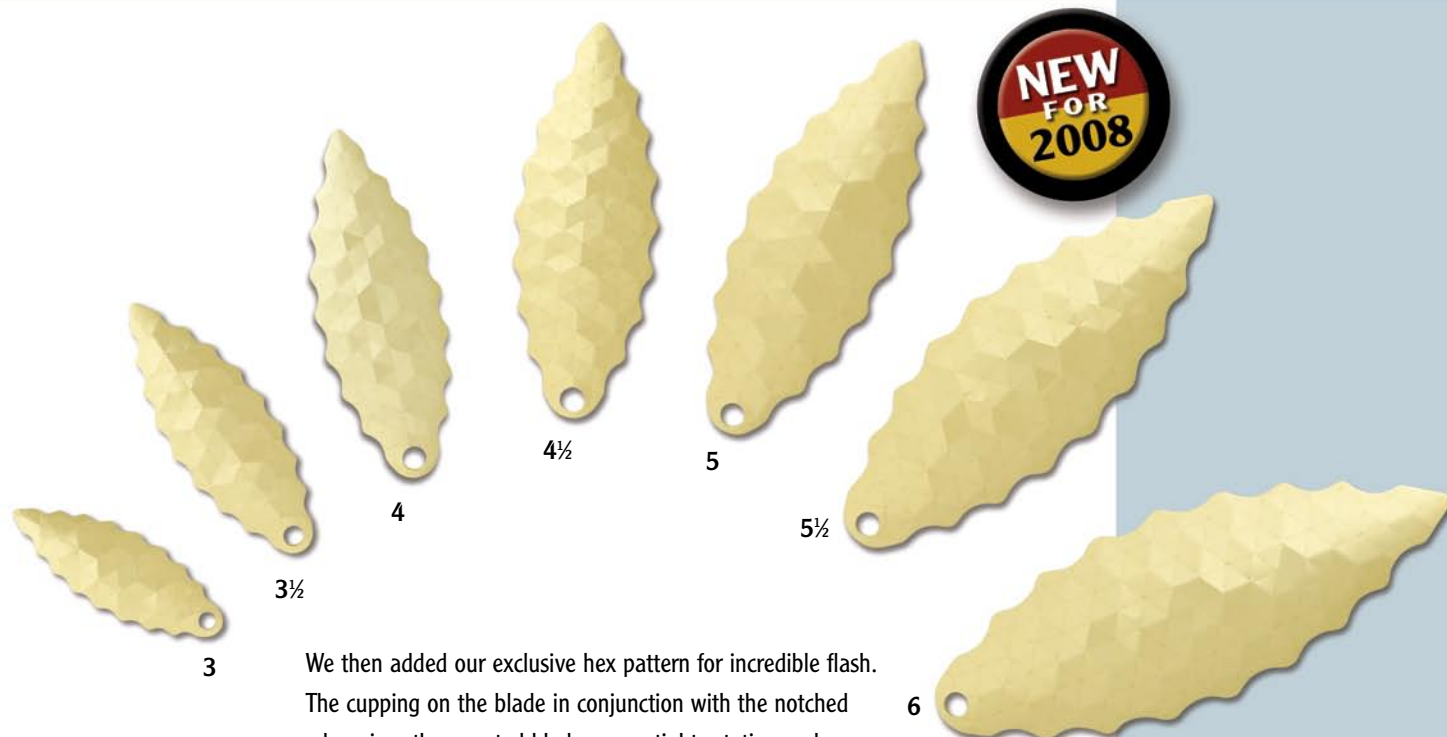 NEW
FOR
2008
4½
5
4
5½
3½
3
We then added our exclusive hex pattern for incredible flash.
The cupping on the blade in conjunction with the notched
6